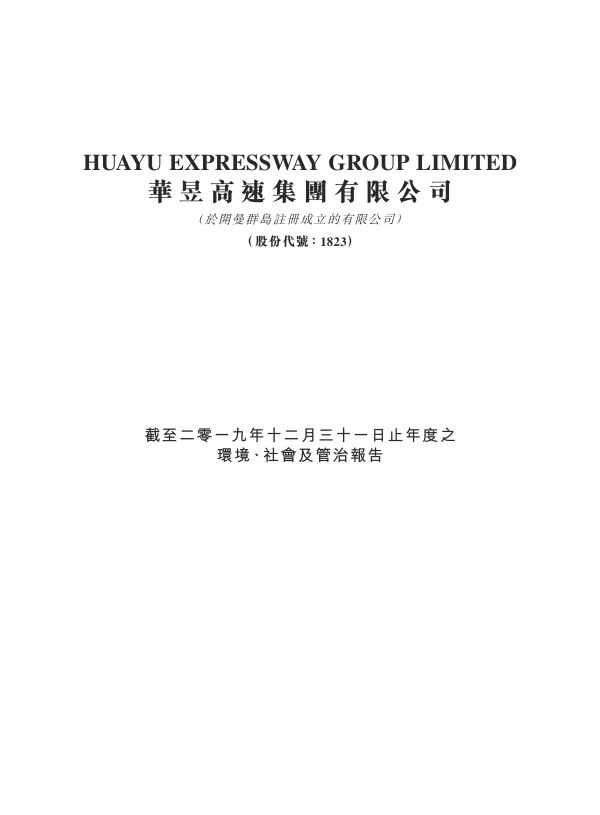 HUAYU EXPRESSWAY GROUP LIMITED
華昱高速集團有限公司
(於開曼群島註冊成立的有限公司)
(股份代號：1823)
截至二零一九年十二月三十一日止年度之
環境、社會及管治報告